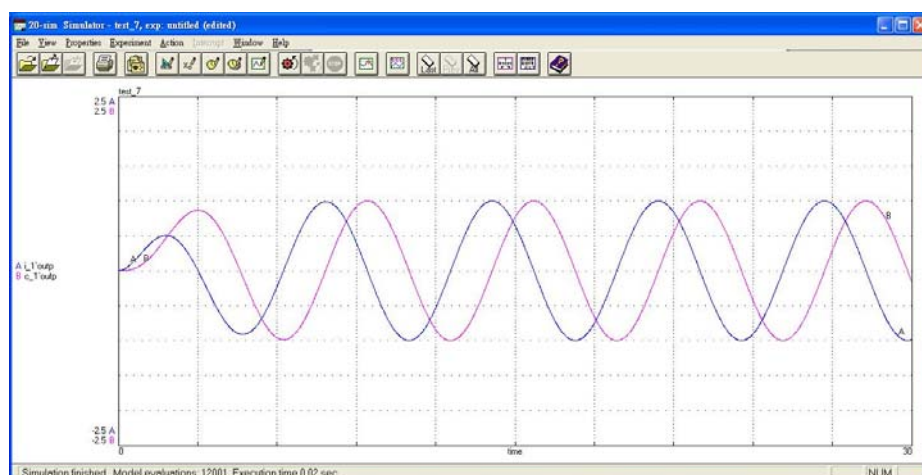 20-sim Simulator - test_7, exp: untitled (edited)
File View Properties Experiment Action Interrupt Window Help
test_7
2.5 A
2.5 B
A B
B
A i_1\outp
B c_1\outp
A
-2.5 A
-2.5 B
0 time 30
Simulation finished. Model evaluations: 12001. Execution time 0.02 sec.
NUM